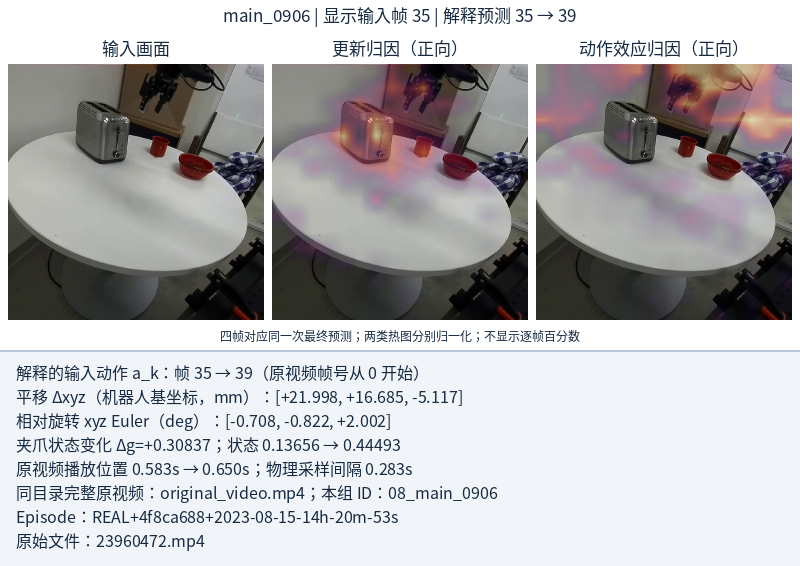 main_0906 | 显示输入帧 35 | 解释预测 35 → 39
输入画面
更新归因（正向）
动作效应归因（正向）
四帧对应同一次最终预测；两类热图分别归一化；不显示逐帧百分数
解释的输入动作 a_k：帧 35 → 39（原视频帧号从 0 开始）
平移 Δxyz（机器人基坐标，mm）：[+21.998, +16.685, -5.117]
相对旋转 xyz Euler（deg）：[-0.708, -0.822, +2.002]
夹爪状态变化 Δg=+0.30837；状态 0.13656 → 0.44493
原视频播放位置 0.583s → 0.650s；物理采样间隔 0.283s
同目录完整原视频：original_video.mp4；本组 ID：08_main_0906
Episode：REAL+4f8ca688+2023-08-15-14h-20m-53s
原始文件：23960472.mp4